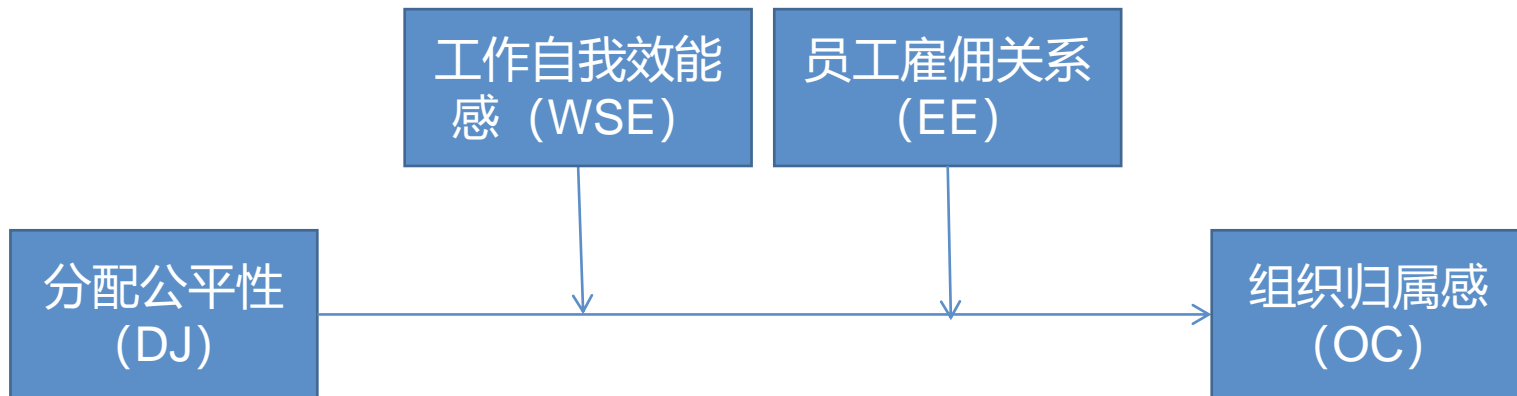 工作自我效能
感（WSE）
员工雇佣关系
（EE）
分配公平性
（DJ）
组织归属感
（OC）